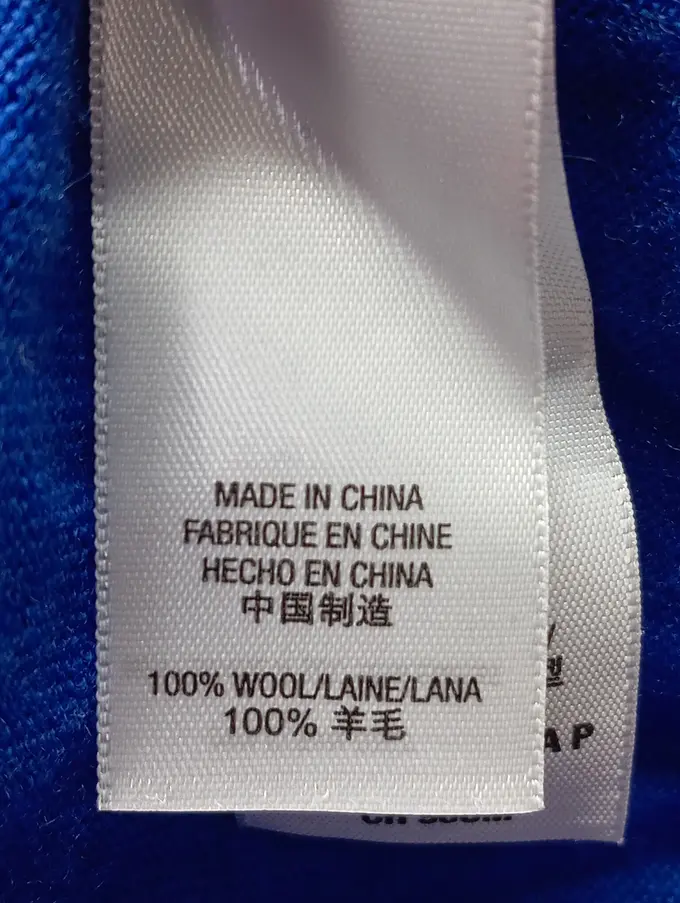 MADE IN CHINA
FABRIQUE EN CHINE
HECHO EN CHINA
中国制造
100% WOOL/LAINE/LANA
100% 羊毛
A P